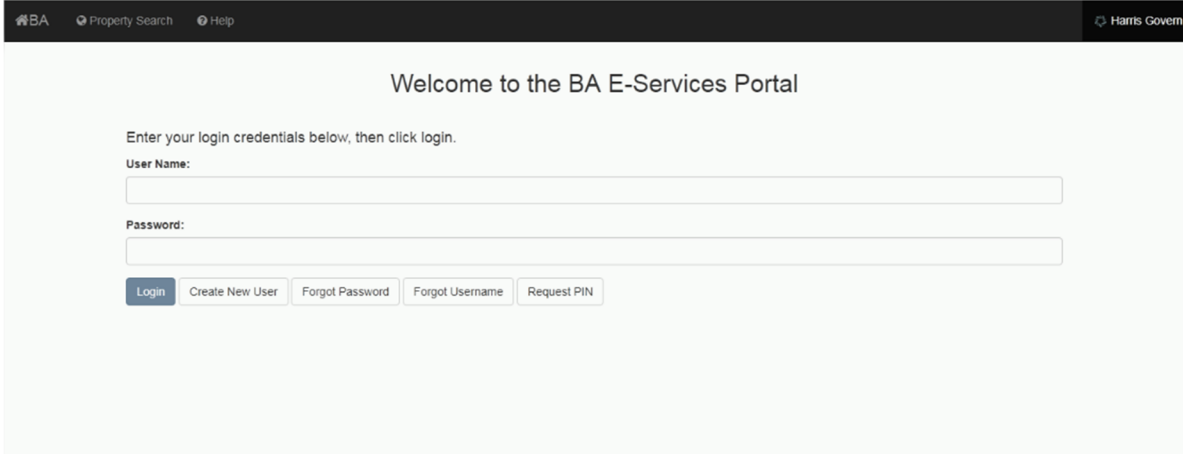 BA Property Search Help Harris Govern
Welcome to the BA E-Services Portal
Enter your login credentials below, then click login.
User Name:
Password:
Login Create New User Forgot Password Forgot Username Request PIN